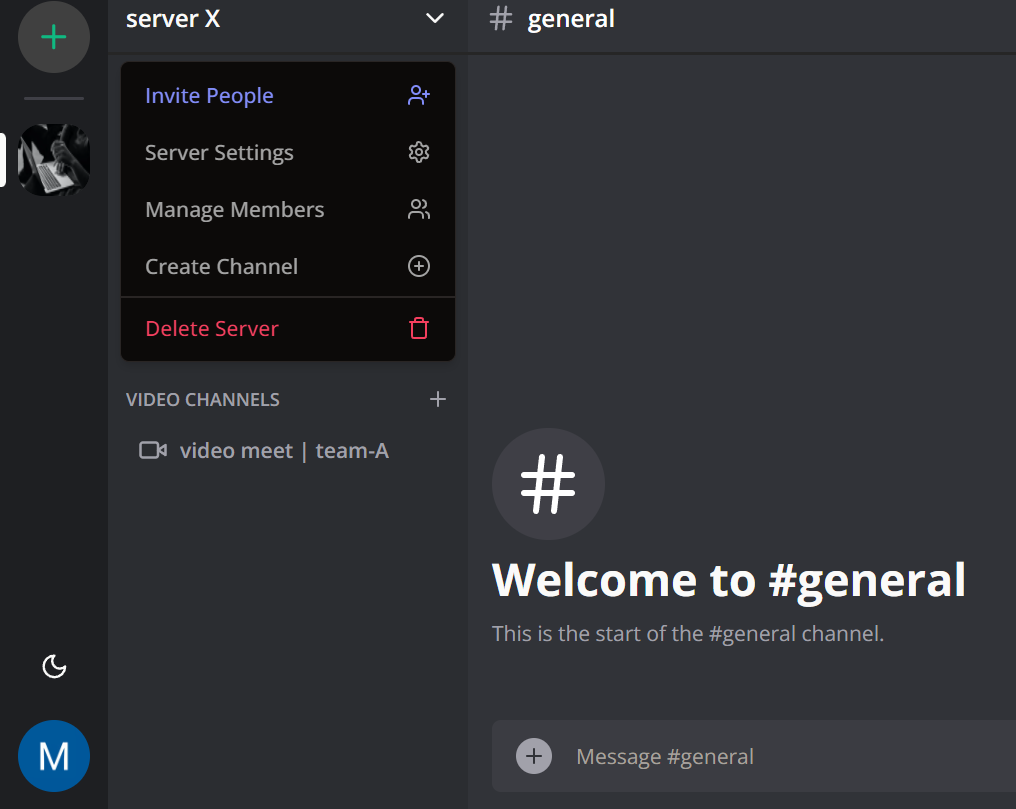 server X
#general
Invite People
Server Settings
Manage Members
Create Channel
Delete Server
VIDEO CHANNELS
video meet | team-A
Welcome to #general
This is the start of the #general channel.
M
Message #general